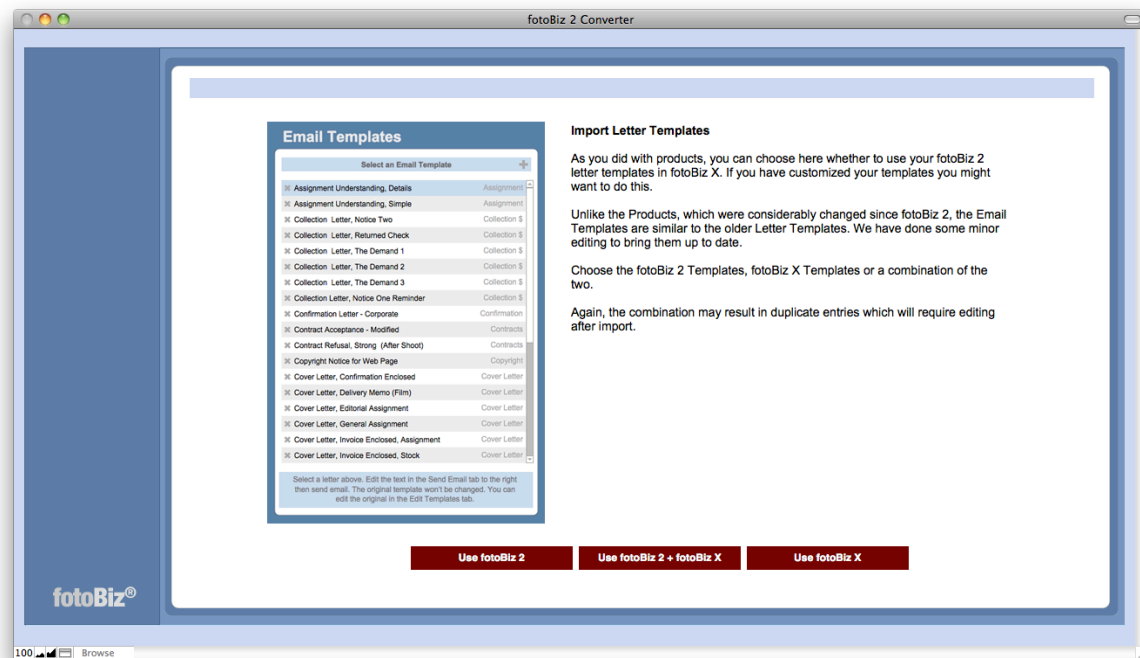 fotoBiz 2 Converter
Email Templates
Select an Email Template
Assignment Understanding, Details Assignment
Assignment Understanding, Simple Assignment
Collection Letter, Notice Two Collection $
Collection Letter, Returned Check Collection $
Collection Letter, The Demand 1 Collection $
Collection Letter, The Demand 2 Collection $
Collection Letter, The Demand 3 Collection $
Collection Letter, Notice One Reminder Collection $
Confirmation Letter - Corporate Confirmation
Contract Acceptance - Modified Contracts
Contract Refusal, Strong (After Shoot) Contracts
Copyright Notice for Web Page Copyright
Cover Letter, Confirmation Enclosed Cover Letter
Cover Letter, Delivery Memo (Film) Cover Letter
Cover Letter, Editorial Assignment Cover Letter
Cover Letter, General Assignment Cover Letter
Cover Letter, Invoice Enclosed, Assignment Cover Letter
Cover Letter, Invoice Enclosed, Stock Cover Letter
Select a letter above. Edit the text in the Send Email tab to the right
then send email. The original template won't be changed. You can
edit the original in the Edit Templates tab.
Import Letter Templates
As you did with products, you can choose here whether to use your fotoBiz 2
letter templates in fotoBiz X. If you have customized your templates you might
want to do this.
Unlike the Products, which were considerably changed since fotoBiz 2, the Email
Templates are similar to the older Letter Templates. We have done some minor
editing to bring them up to date.
Choose the fotoBiz 2 Templates, fotoBiz X Templates or a combination of the
two.
Again, the combination may result in duplicate entries which will require editing
after import.
Use fotoBiz 2
Use fotoBiz 2 + fotoBiz X
Use fotoBiz X
fotoBiz®
100 Browse